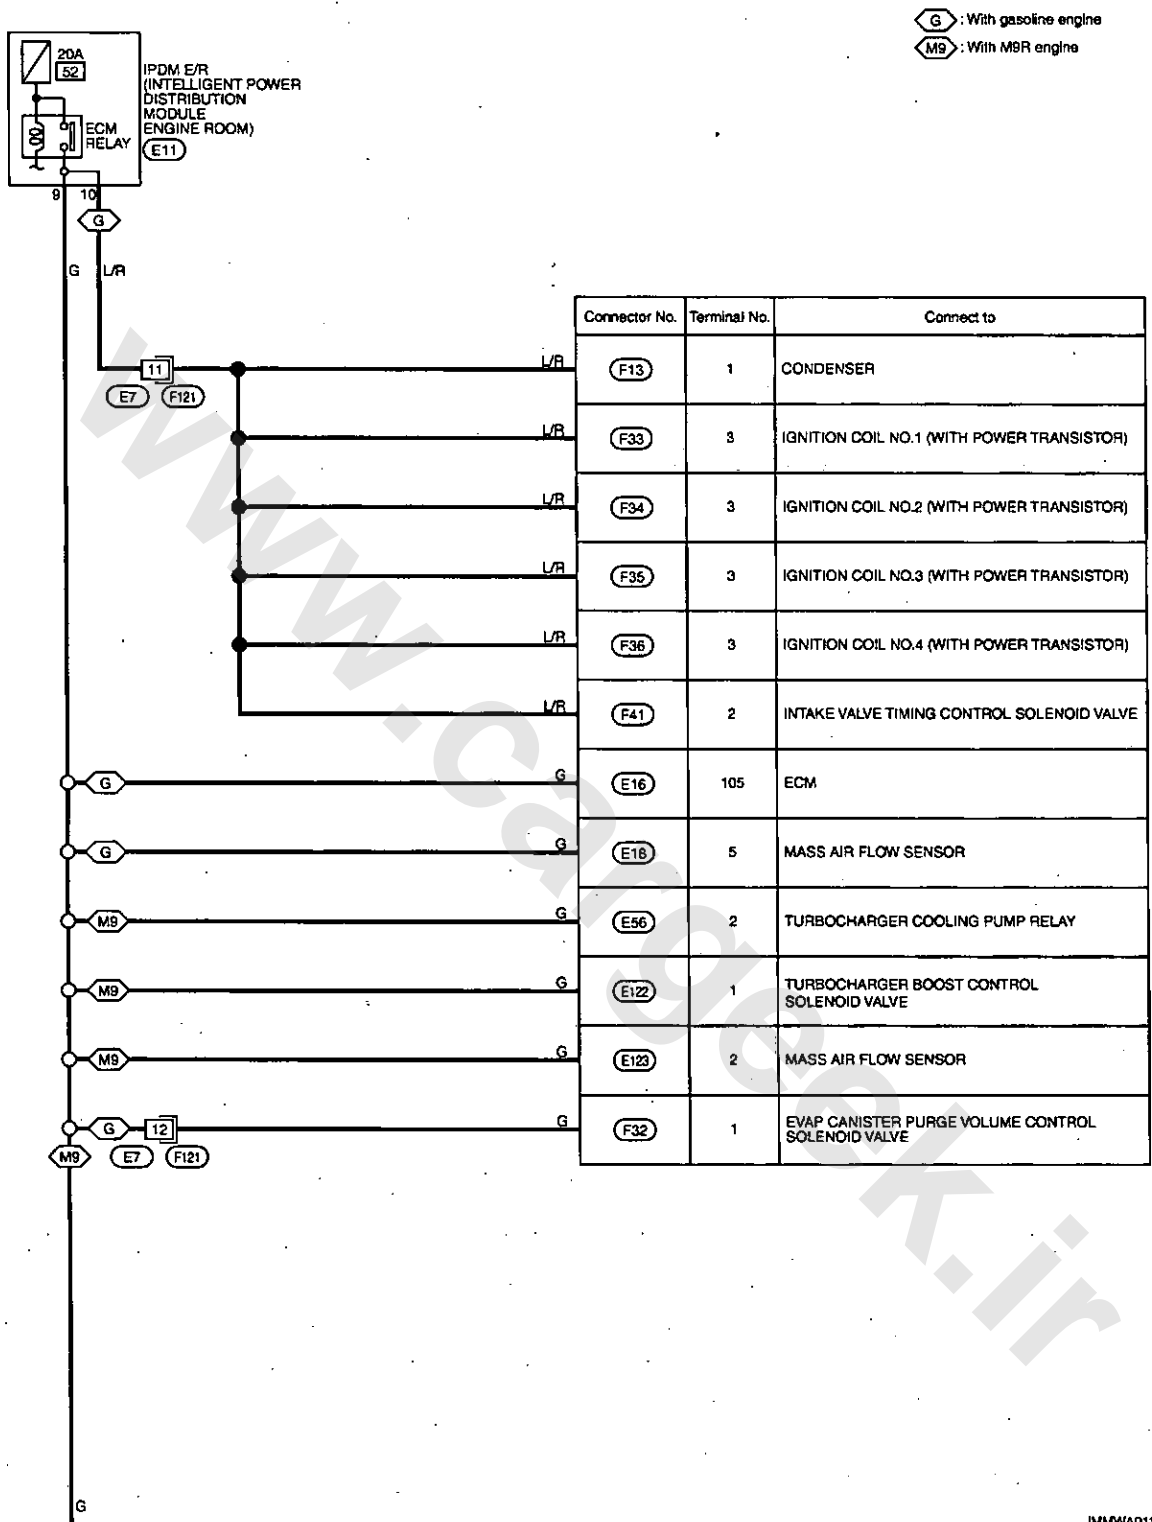 G : With gasoline engine
M9 : With M9R engine
20A
52
IPDM E/R
(INTELLIGENT POWER
DISTRIBUTION
MODULE
ENGINE ROOM)
E11
ECM
RELAY
9 10
G
G L/R
Connector No. Terminal No. Connect to
11 L/R F13 1 CONDENSER
E7 F121
L/R F33 3 IGNITION COIL NO.1 (WITH POWER TRANSISTOR)
L/R F34 3 IGNITION COIL NO.2 (WITH POWER TRANSISTOR)
L/R F35 3 IGNITION COIL NO.3 (WITH POWER TRANSISTOR)
L/R F36 3 IGNITION COIL NO.4 (WITH POWER TRANSISTOR)
L/R F41 2 INTAKE VALVE TIMING CONTROL SOLENOID VALVE
G G E16 105 ECM
G G E18 5 MASS AIR FLOW SENSOR
M9 G E56 2 TURBOCHARGER COOLING PUMP RELAY
M9 G E122 1 TURBOCHARGER BOOST CONTROL
SOLENOID VALVE
M9 G E123 2 MASS AIR FLOW SENSOR
G 12 G F32 1 EVAP CANISTER PURGE VOLUME CONTROL
SOLENOID VALVE
M9 E7 F121
G
www.cargeek.ir